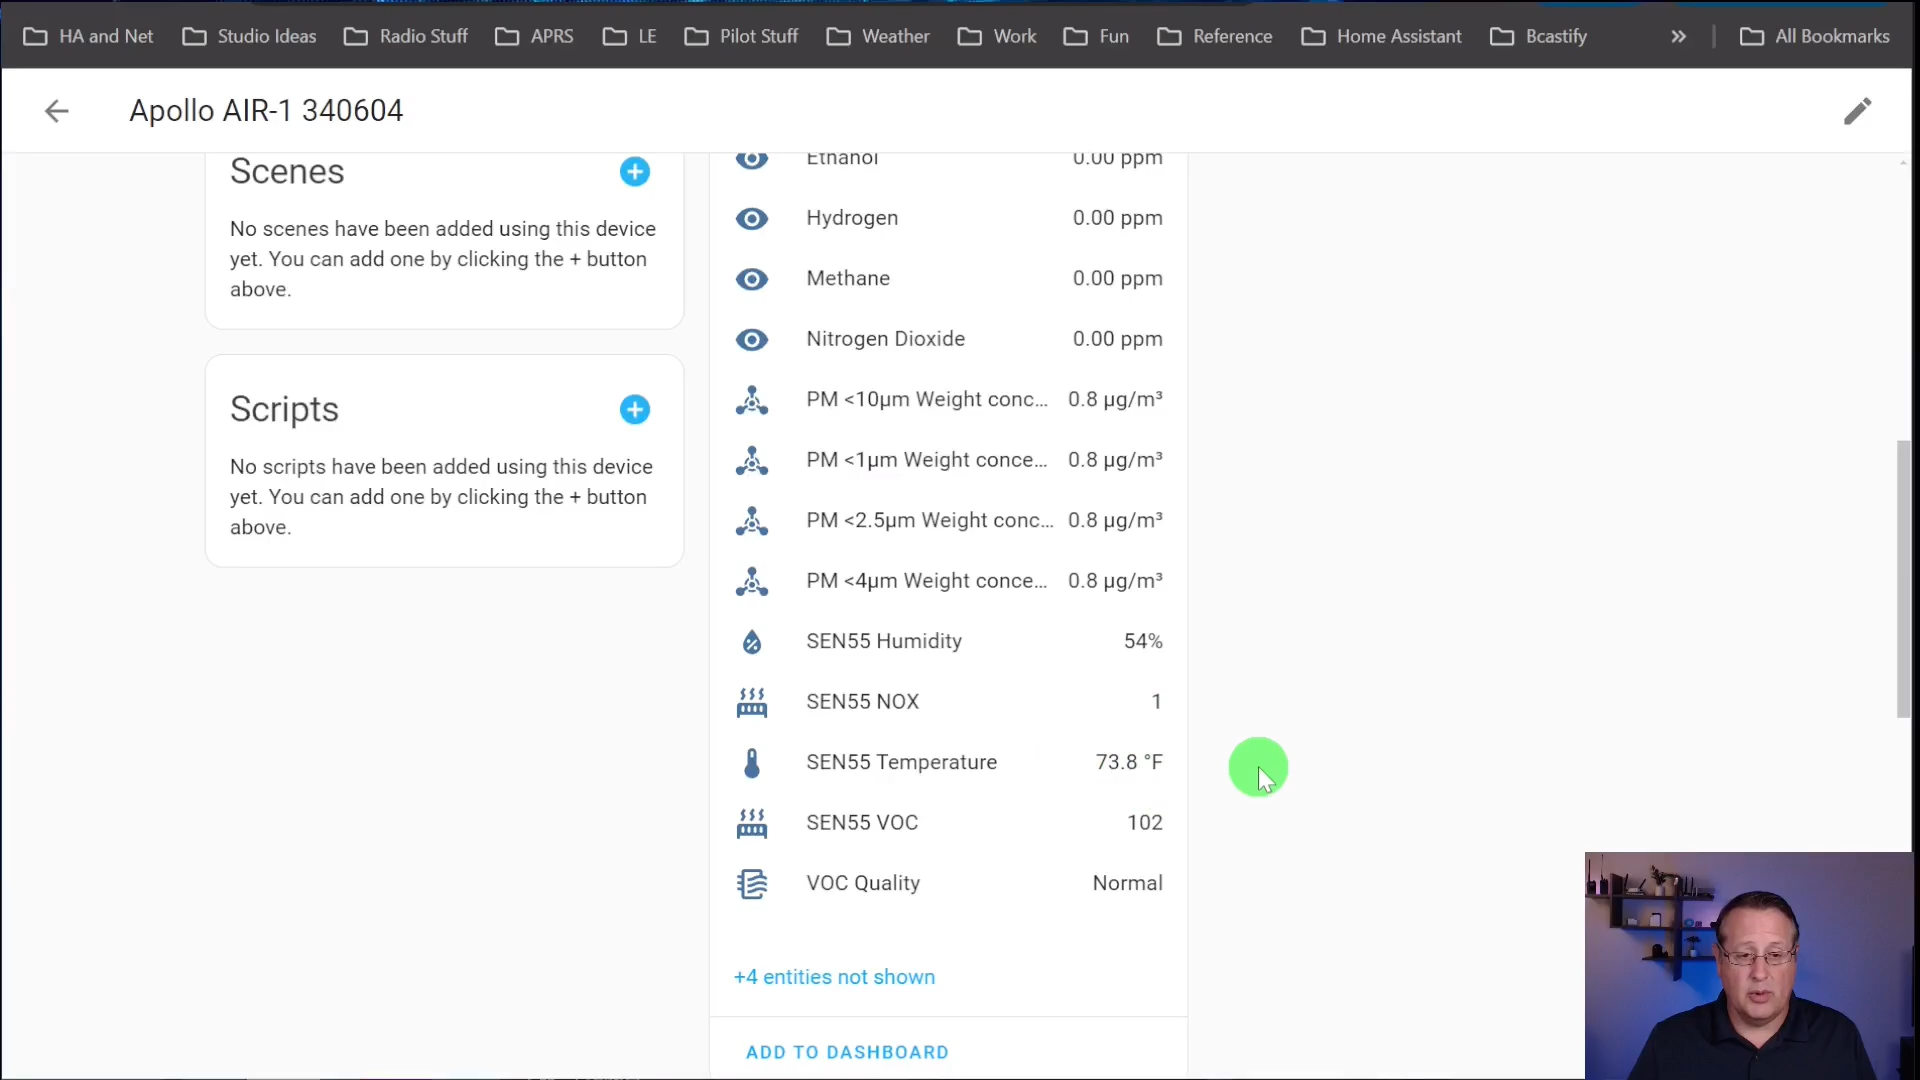 HA and Net
Studio Ideas
Radio Stuff
APRS
LE
Pilot Stuff
Weather
Work
Fun
Reference
Home Assistant
Bcastify
»
All Bookmarks
Apollo AIR-1 340604
Scenes
No scenes have been added using this device
yet. You can add one by clicking the + button
above.
Scripts
No scripts have been added using this device
yet. You can add one by clicking the + button
above.
Ethanol 0.00 ppm
Hydrogen 0.00 ppm
Methane 0.00 ppm
Nitrogen Dioxide 0.00 ppm
PM <10µm Weight conc... 0.8 µg/m³
PM <1µm Weight conce... 0.8 µg/m³
PM <2.5µm Weight conc... 0.8 µg/m³
PM <4µm Weight conce... 0.8 µg/m³
SEN55 Humidity 54%
SEN55 NOX 1
SEN55 Temperature 73.8 °F
SEN55 VOC 102
VOC Quality Normal
+4 entities not shown
ADD TO DASHBOARD